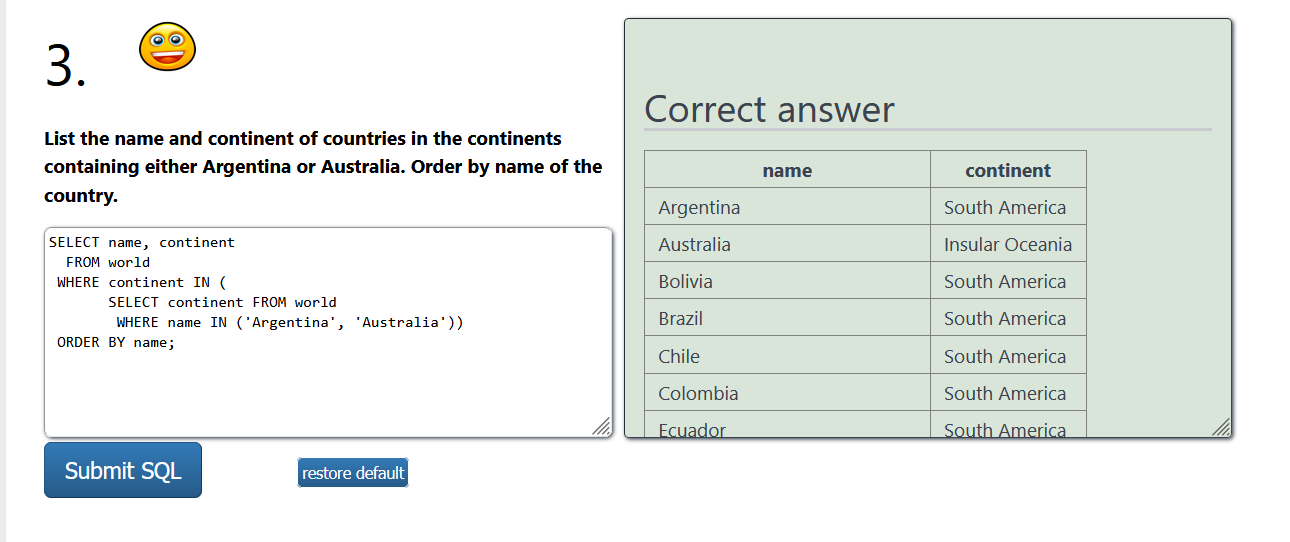 3.
List the name and continent of countries in the continents
containing either Argentina or Australia. Order by name of the
country.
SELECT name, continent
FROM world
WHERE continent IN (
SELECT continent FROM world
WHERE name IN ('Argentina', 'Australia'))
ORDER BY name;
Submit SQL restore default
Correct answer
name continent
Argentina South America
Australia Insular Oceania
Bolivia South America
Brazil South America
Chile South America
Colombia South America
Ecuador South America